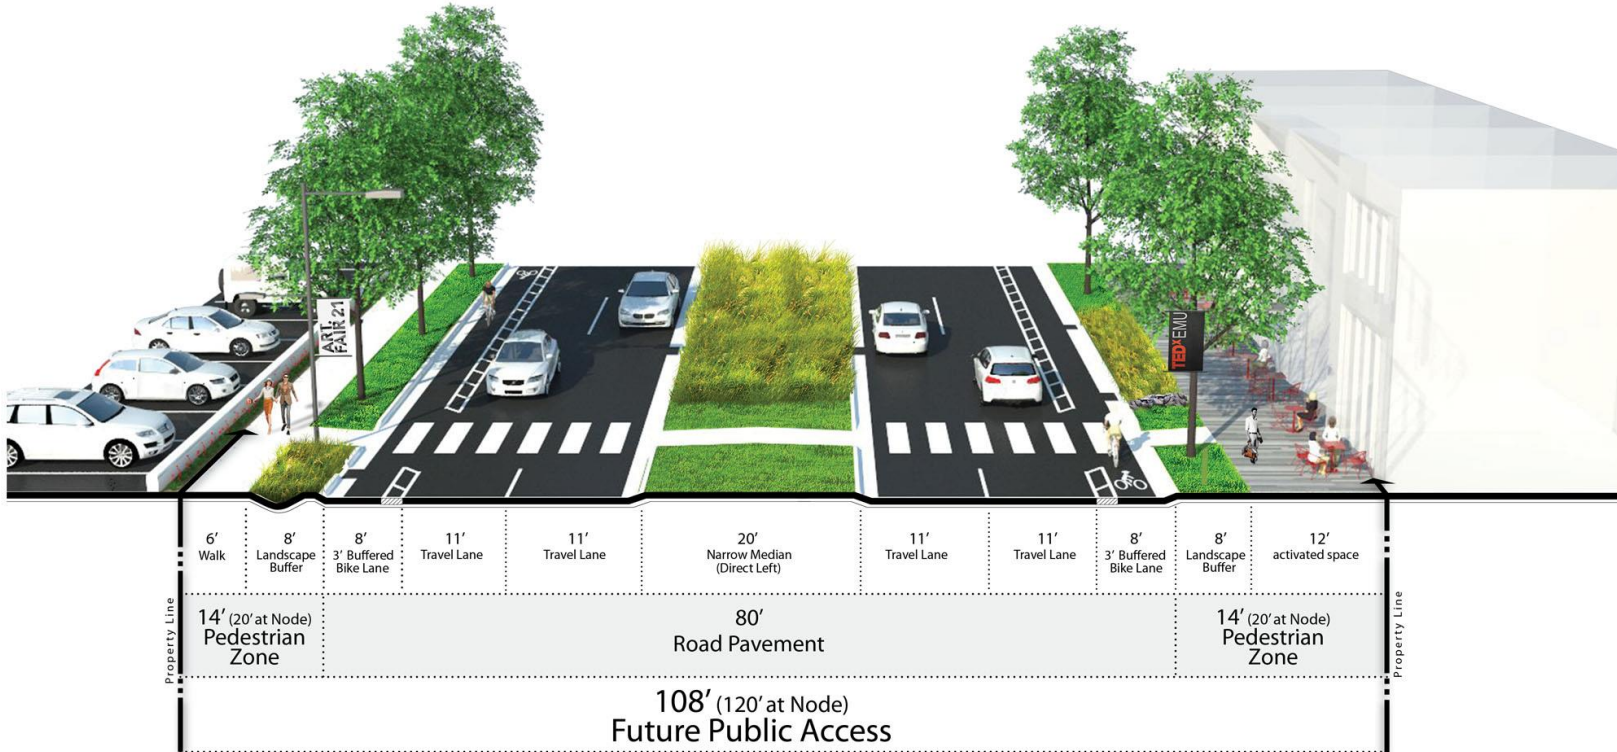 ART.
FAIR 21
TEDxEMU
6’
Walk
8’
Landscape
Buffer
8’
3’ Buffered
Bike Lane
11’
Travel Lane
11’
Travel Lane
20’
Narrow Median
(Direct Left)
11’
Travel Lane
11’
Travel Lane
8’
3’ Buffered
Bike Lane
8’
Landscape
Buffer
12’
activated space
Property Line
14’ (20’ at Node)
Pedestrian
Zone
80’
Road Pavement
14’ (20’ at Node)
Pedestrian
Zone
Property Line
108’ (120’ at Node)
Future Public Access